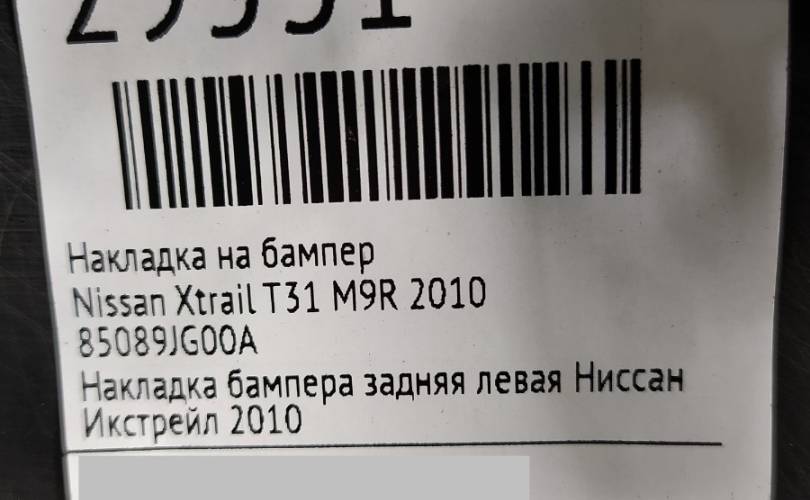 Накладка на бампер
Nissan Xtrail T31 M9R 2010
85089JG00A
Накладка бампера задняя левая Ниссан
Икстрейл 2010